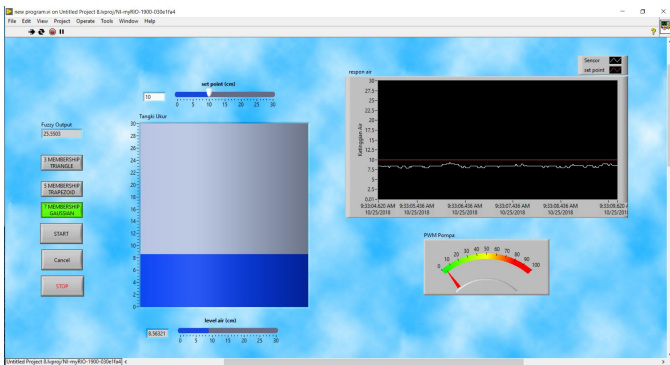 new program.vi on Untitled Project 8.lvproj/NI-myRIO-1900-030e1fa4
File Edit View Project Operate Tools Window Help
set point (cm)
10
0 5 10 15 20 25 30
Fuzzy Output
25.5503
3 MEMBERSHIP
TRIANGLE
5 MEMBERSHIP
TRAPEZOID
7 MEMBERSHIP
GAUSSIAN
START
Cancel
STOP
Tangki Ukur
30
28
26
24
22
20
18
16
14
12
10
8
6
4
2
0
level air (cm)
8.56321
0 5 10 15 20 25 30
respon air
Sensor
set point
Ketinggian Air
30
27.5
25
22.5
20
17.5
15
12.5
10
7.5
5
2.5
0.01
9:33:04.620 AM 9:33:05.436 AM 9:33:06.436 AM 9:33:07.436 AM 9:33:08.436 AM 9:33:09.620
10/25/2018 10/25/2018 10/25/2018 10/25/2018 10/25/2018 10/25/201
PWM Pompa
0 10 20 30 40 50 60 70 80 90 100
Untitled Project 8.lvproj/NI-myRIO-1900-030e1fa4